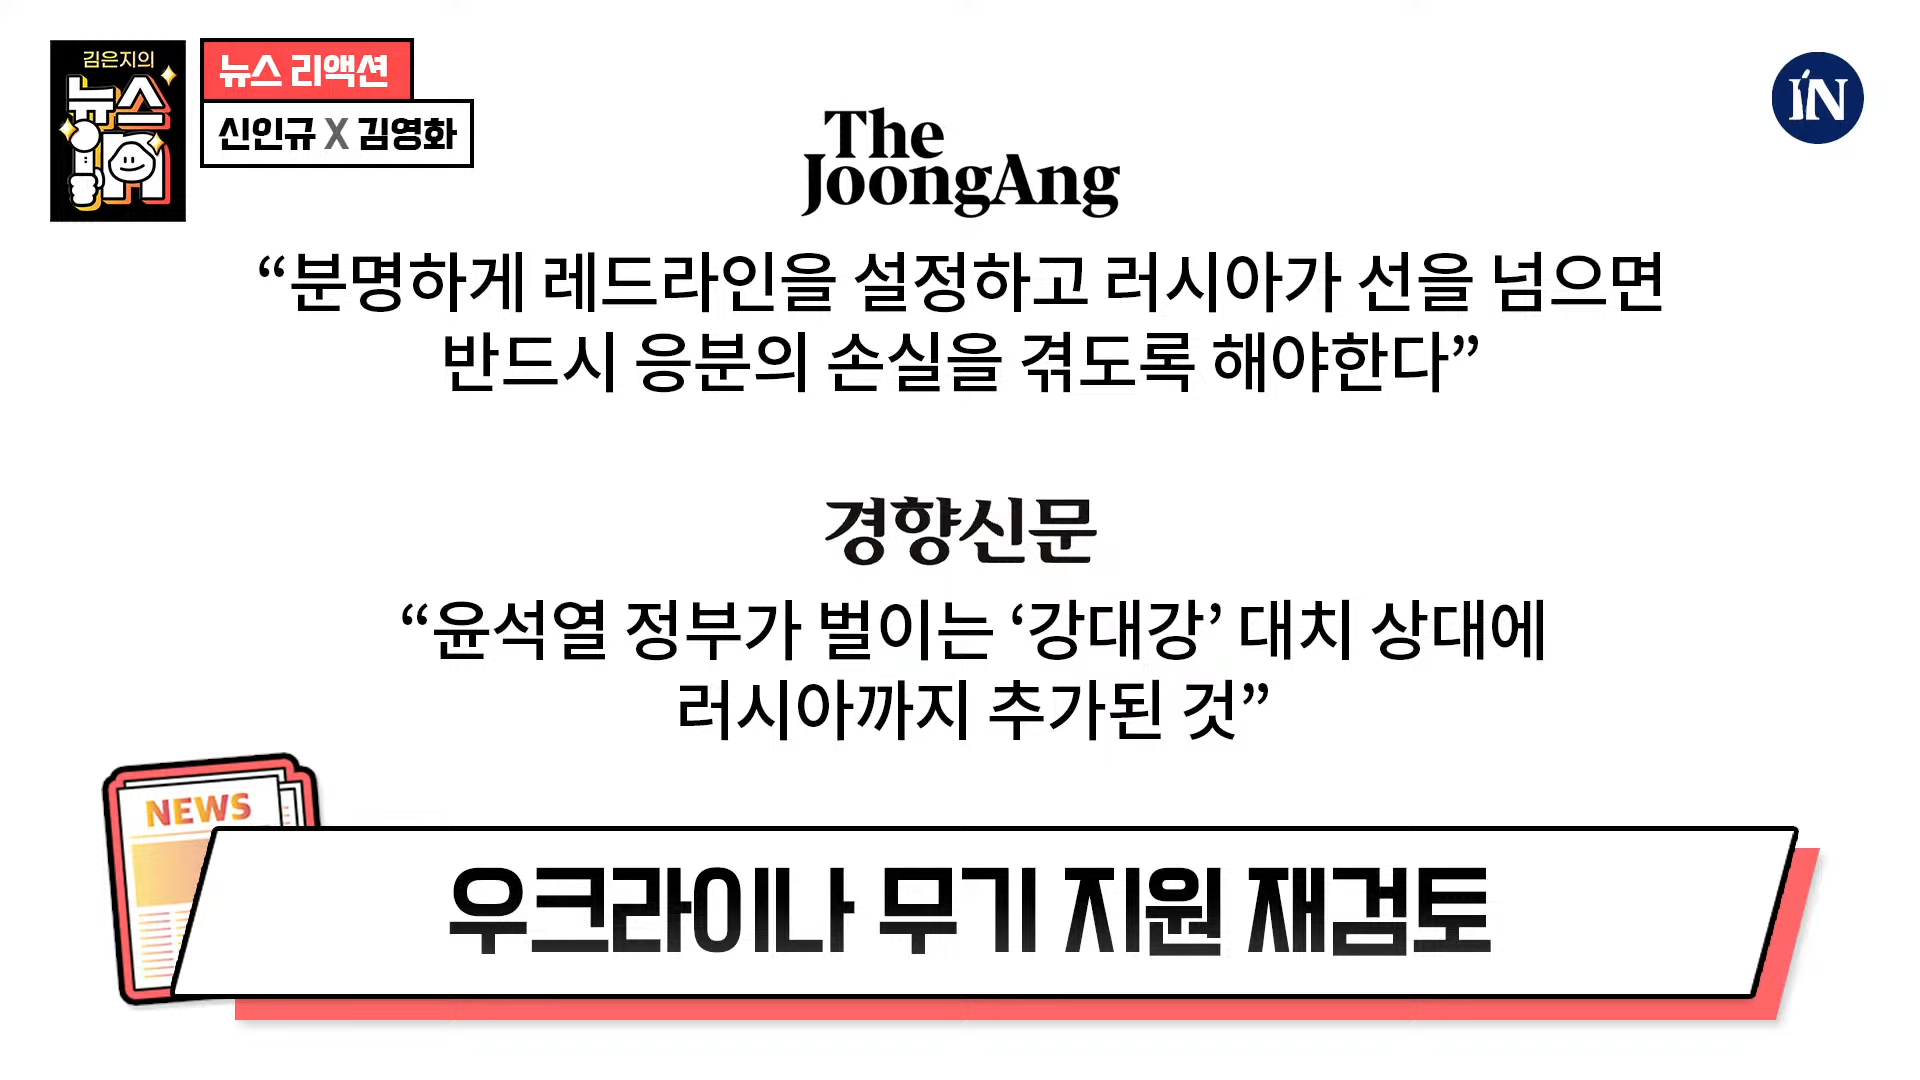 김은지의
뉴스
IN
뉴스 리액션
신인규 X 김영화
IN
The
JoongAng
“분명하게 레드라인을 설정하고 러시아가 선을 넘으면
반드시 응분의 손실을 겪도록 해야한다”
경향신문
“윤석열 정부가 벌이는 ‘강대강’ 대치 상대에
러시아까지 추가된 것”
NEWS
우크라이나 무기 지원 재검토